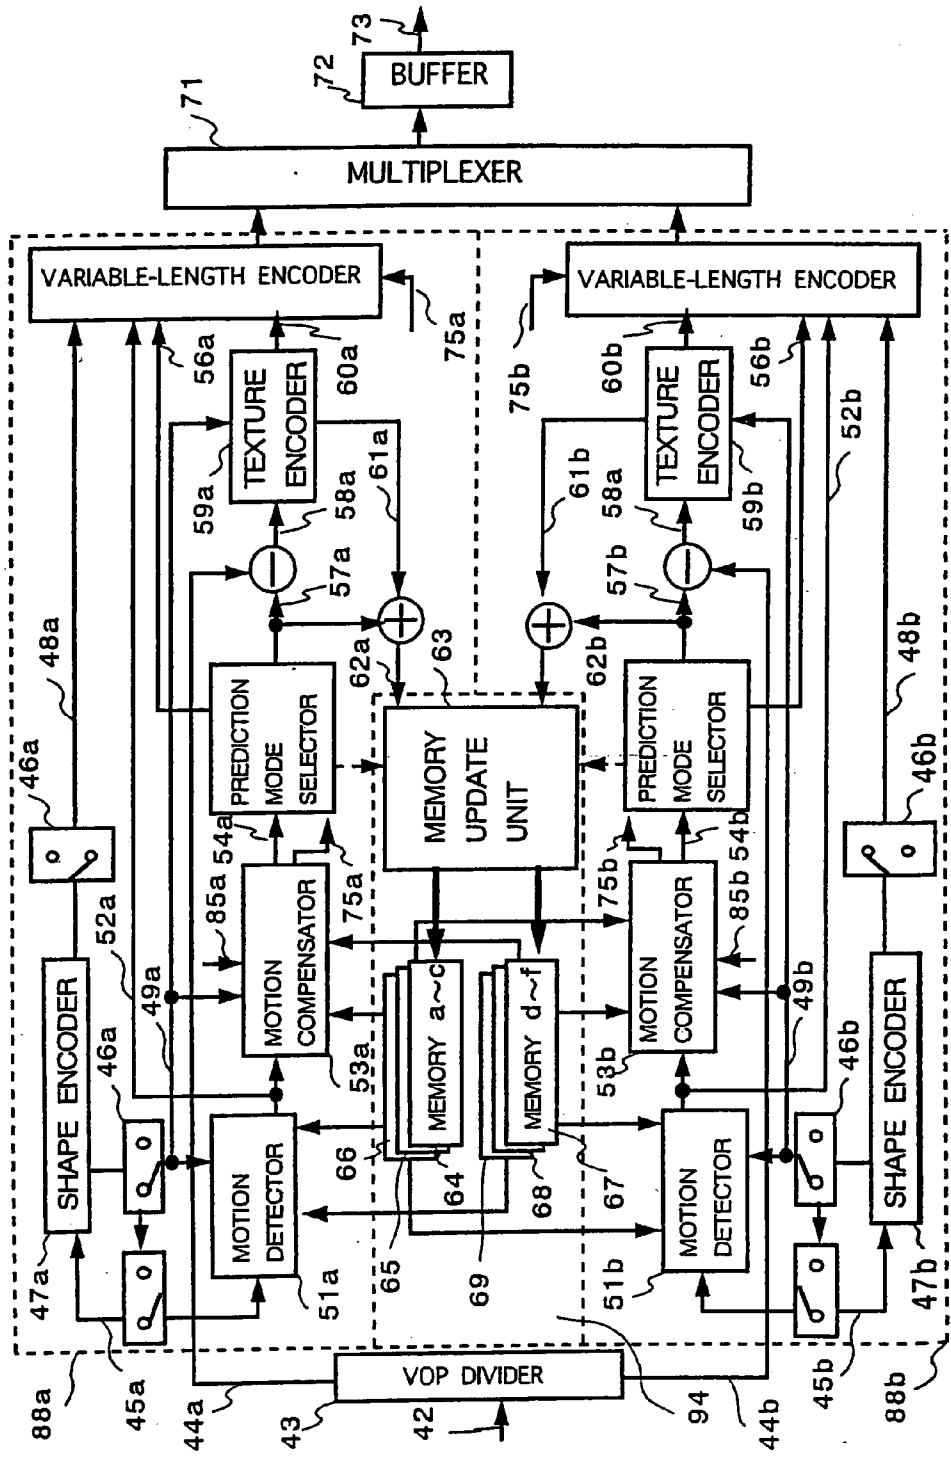 73
72
BUFFER
71
MULTIPLEXER
VARIABLE-LENGTH ENCODER
VARIABLE-LENGTH ENCODER
75a
75b
56a
60a
60b
56b
52b
TEXTURE
ENCODER
59a
61a
58a
57a
TEXTURE
ENCODER
59b
61b
58a
57b
48a
46a
62a
63
62b
48b
46b
PREDICTION
MODE
SELECTOR
54a
MEMORY
UPDATE
UNIT
PREDICTION
MODE
SELECTOR
54b
75a
75b
85a
85b
52a
49a
46a
49b
46b
SHAPE ENCODER
47a
MOTION
COMPENSATOR
53a
MEMORY a~c
MEMORY d~f
MOTION
COMPENSATOR
53b
SHAPE ENCODER
47b
66
65
64
69
68
67
MOTION
DETECTOR
51a
MOTION
DETECTOR
51b
88a
45a
44a
43
42
VOP DIVIDER
94
44b
45b
88b